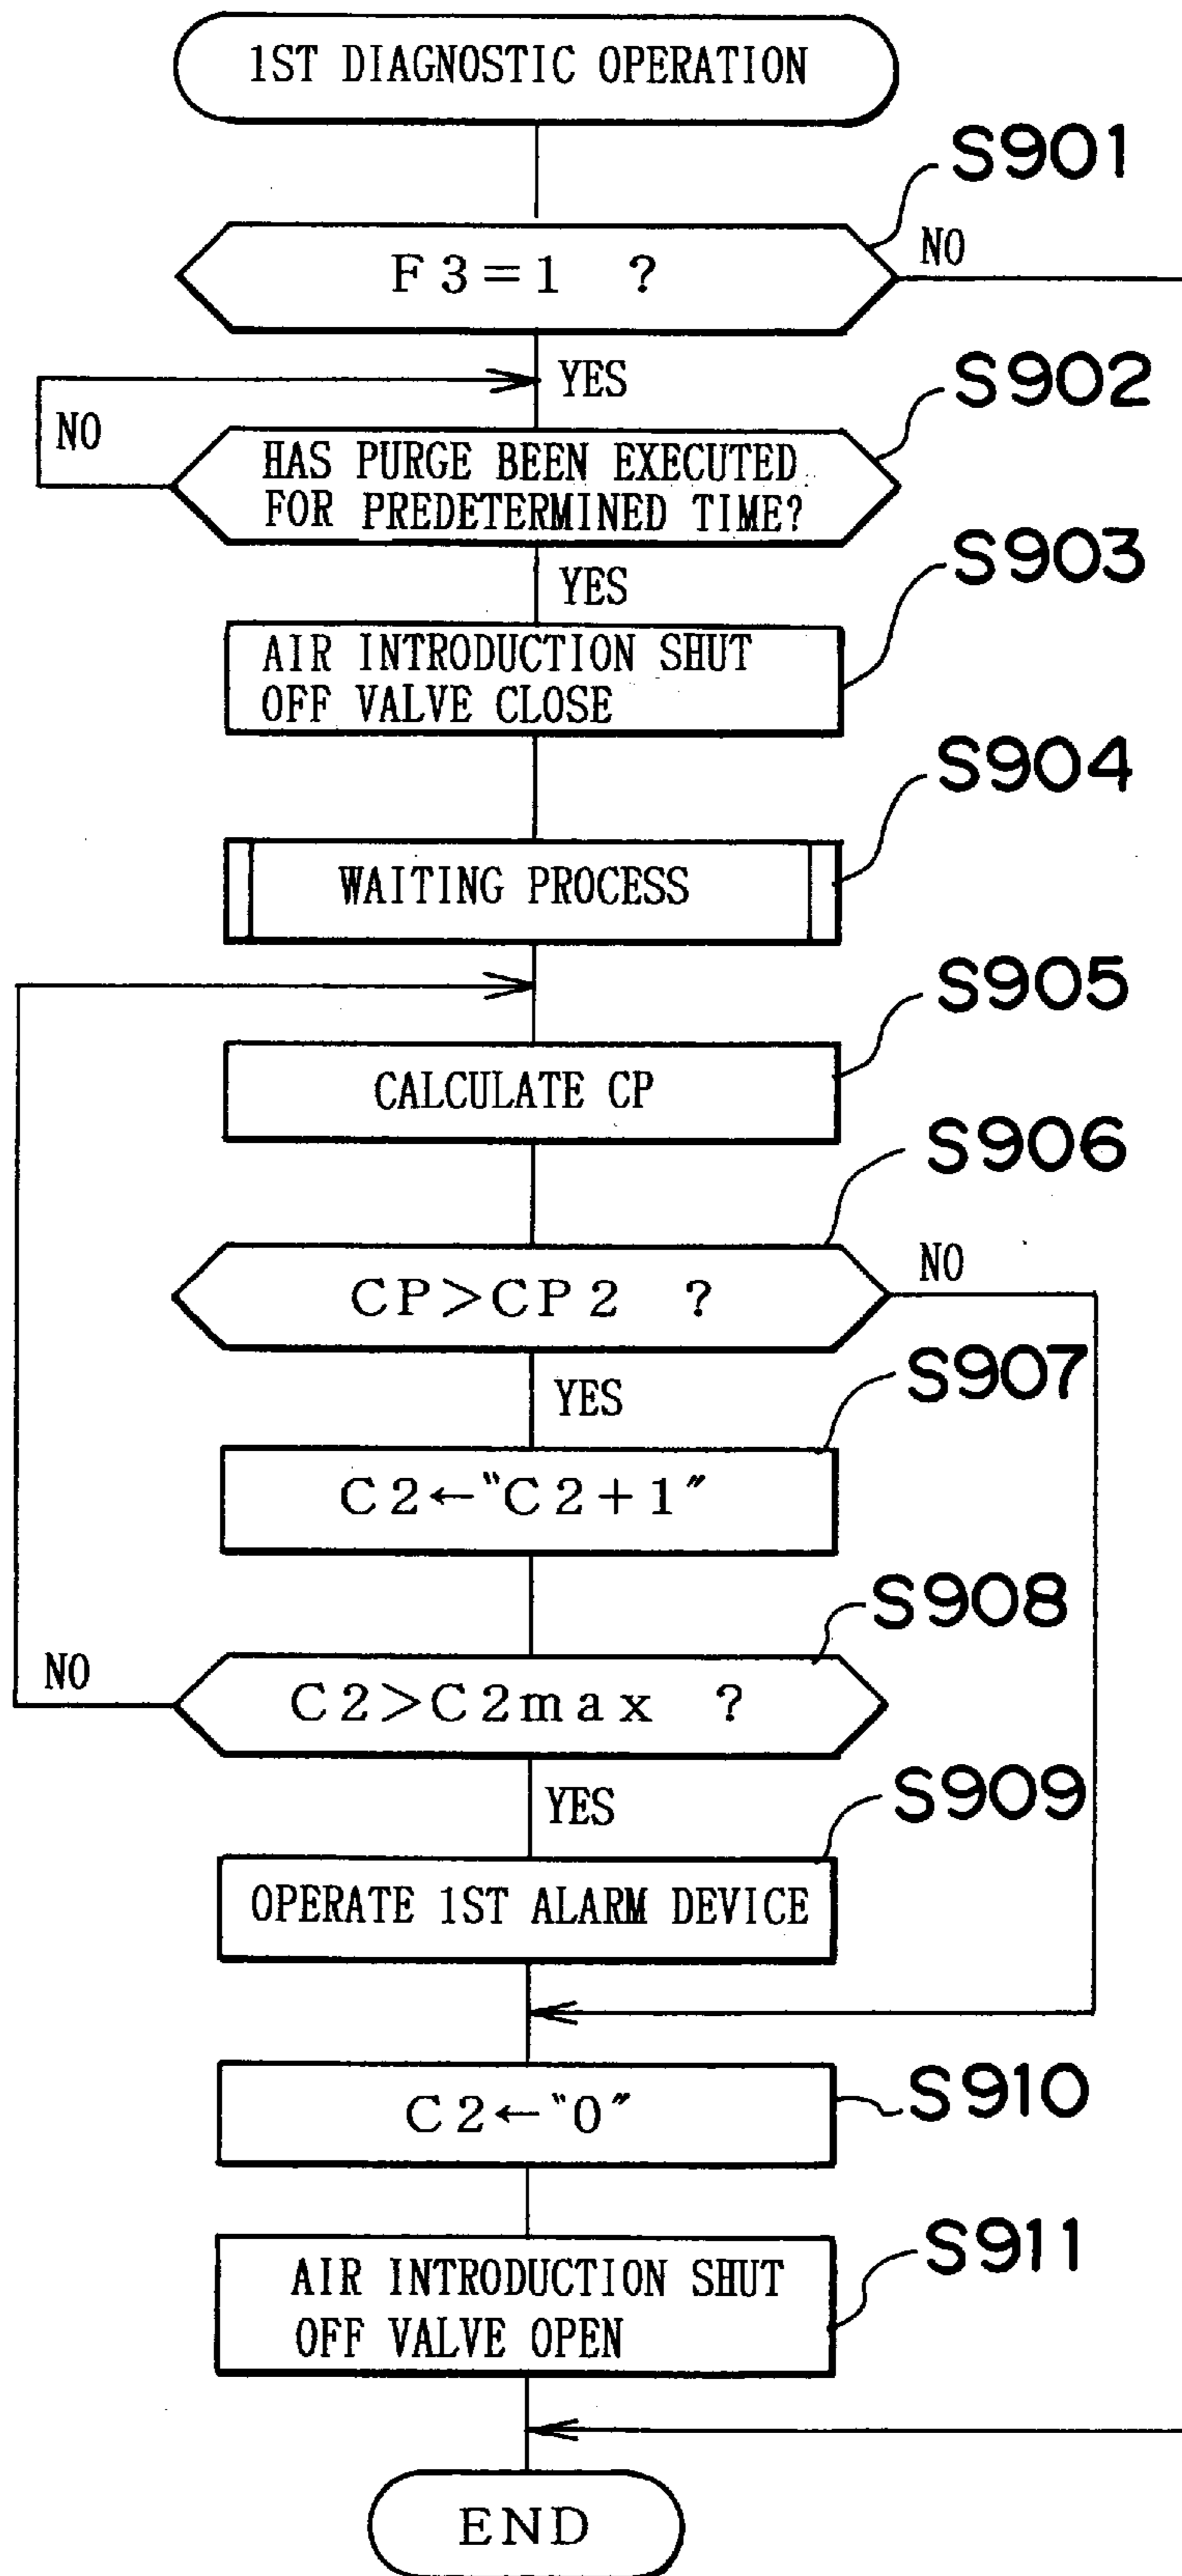 1ST DIAGNOSTIC OPERATION
S901
F3=1 ?
NO
YES
S902
NO
HAS PURGE BEEN EXECUTED
FOR PREDETERMINED TIME?
S903
YES
AIR INTRODUCTION SHUT
OFF VALVE CLOSE
S904
WAITING PROCESS
S905
CALCULATE CP
S906
CP>CP2 ?
NO
S907
YES
C2←"C2+1"
S908
NO
C2>C2max ?
S909
YES
OPERATE 1ST ALARM DEVICE
S910
C2←"0"
S911
AIR INTRODUCTION SHUT
OFF VALVE OPEN
END